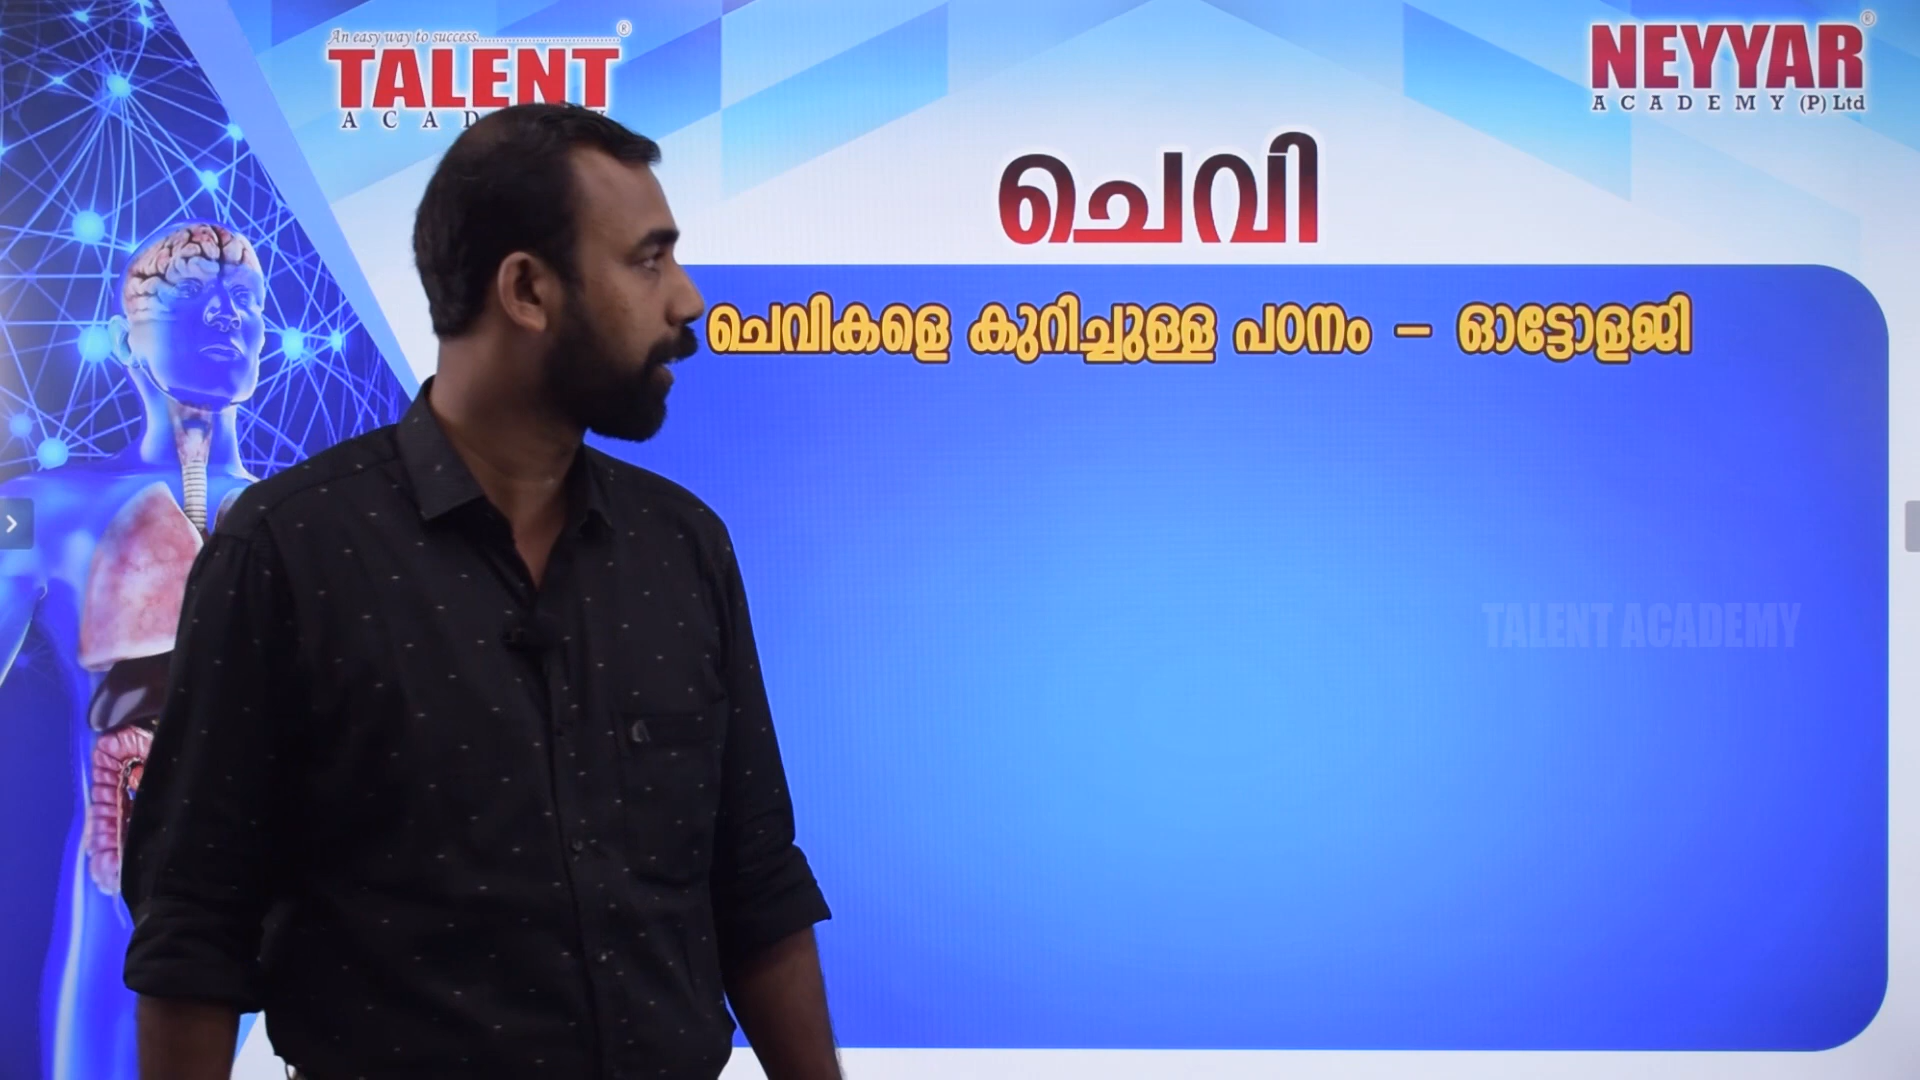 An easy way to success
TALENT
NEYYAR
ACADEMY (P) Ltd
ചെവി
ചെവികളെ കുറിച്ചുള്ള പഠനം - ഓട്ടോളജി
TALENT ACADEMY